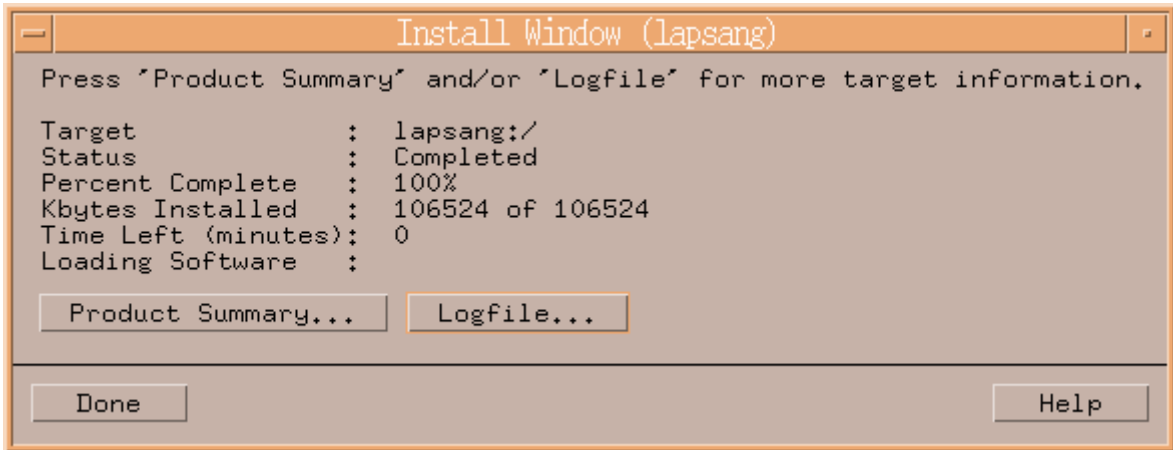 Install Window (lapsang)
Press ´Product Summary´ and/or ´Logfile´ for more target information.
Target : lapsang:/
Status : Completed
Percent Complete : 100%
Kbytes Installed : 106524 of 106524
Time Left (minutes): 0
Loading Software :
Product Summary... Logfile...
Done Help